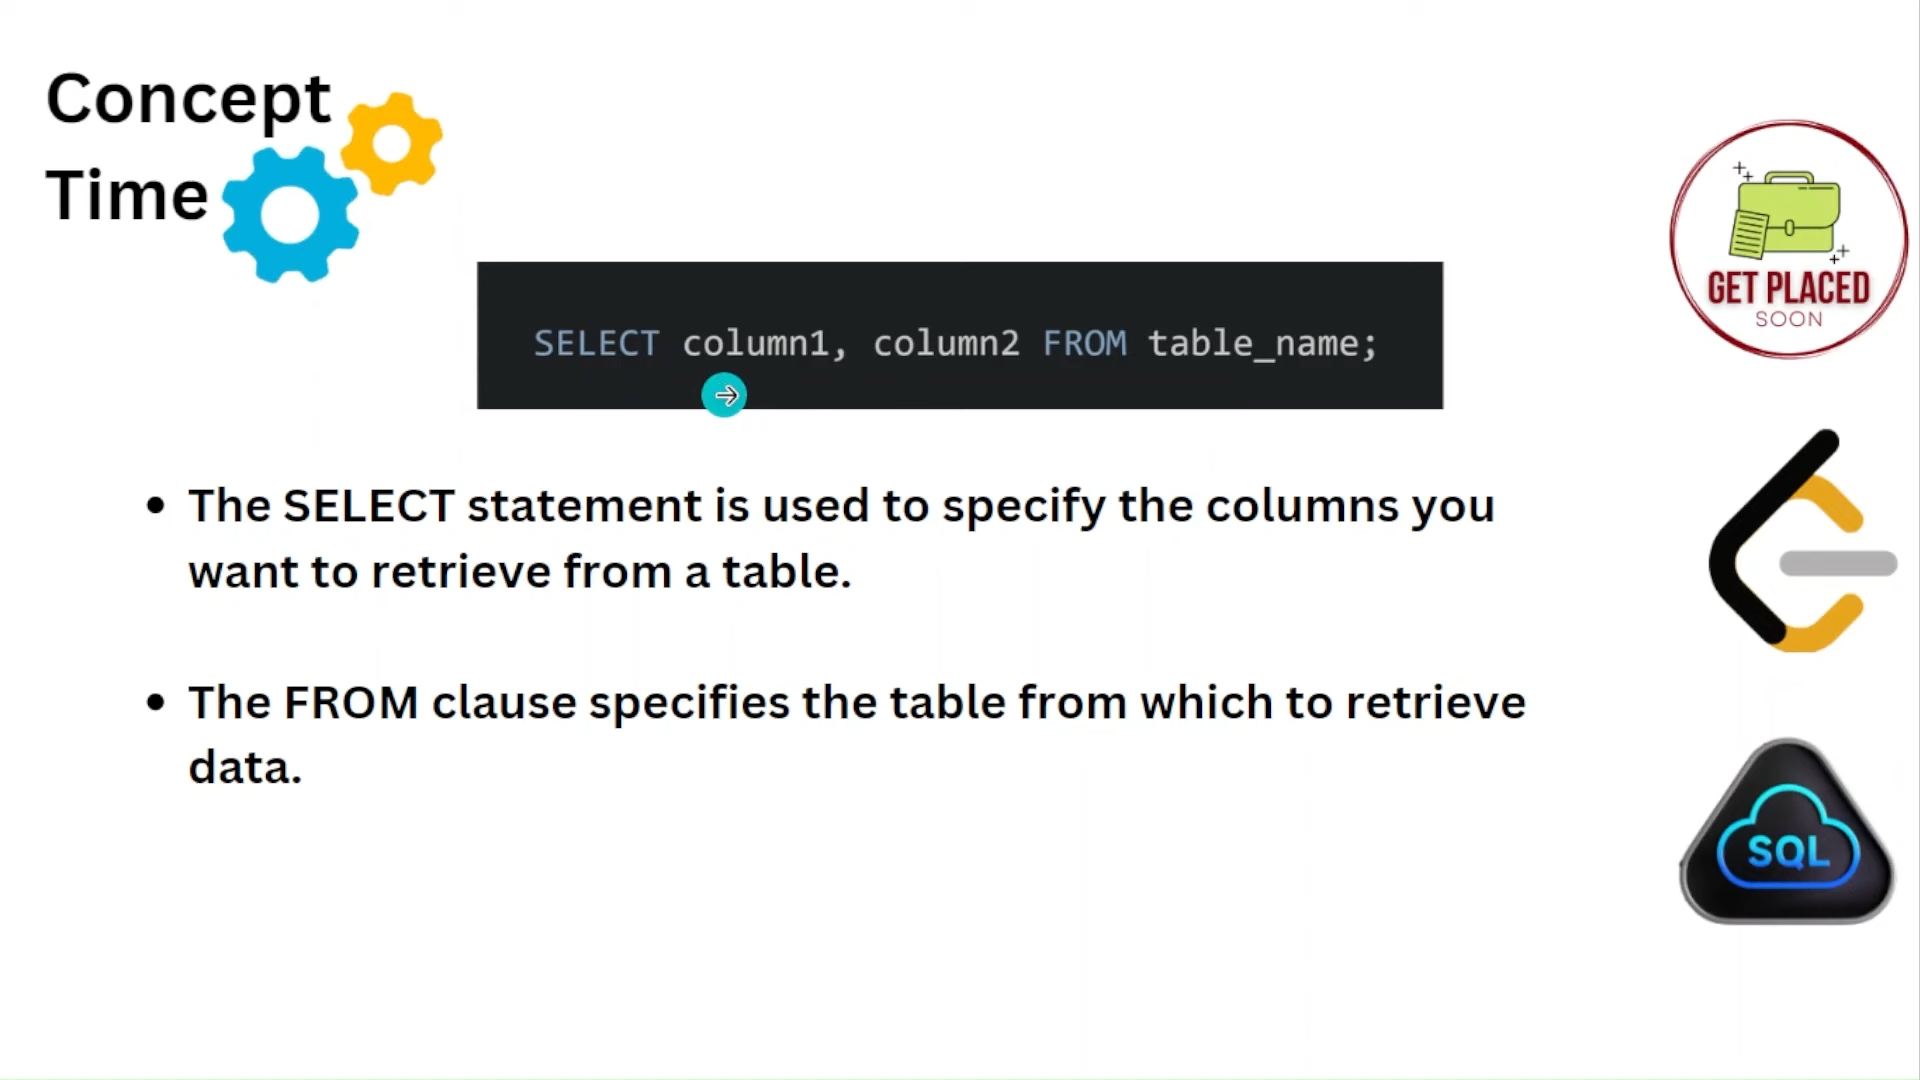 Concept
Time
SELECT column1, column2 FROM table_name;
• The SELECT statement is used to specify the columns you
want to retrieve from a table.
• The FROM clause specifies the table from which to retrieve
data.
GET PLACED
SOON
SQL